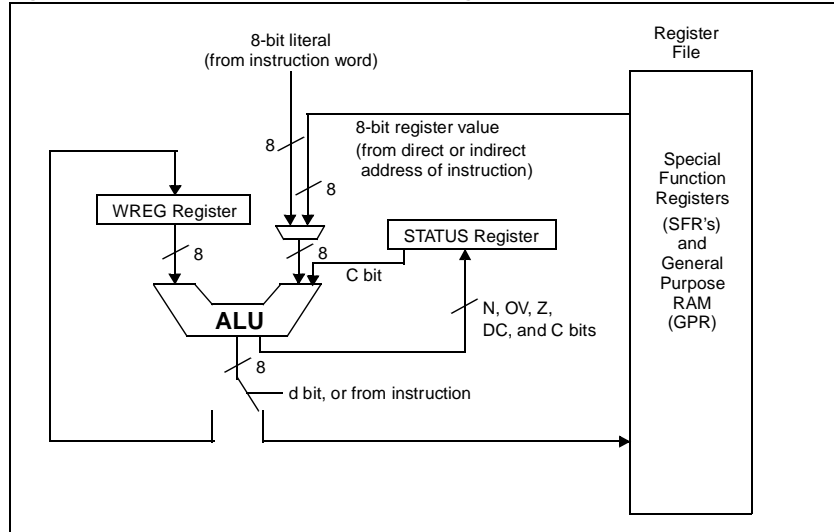 8-bit literal
(from instruction word)
Register
File
8-bit register value
(from direct or indirect
address of instruction)
8
8
WREG Register
Special
Function
Registers
(SFR's)
and
General
Purpose
RAM
(GPR)
STATUS Register
8
8
C bit
ALU
N, OV, Z,
DC, and C bits
8
d bit, or from instruction